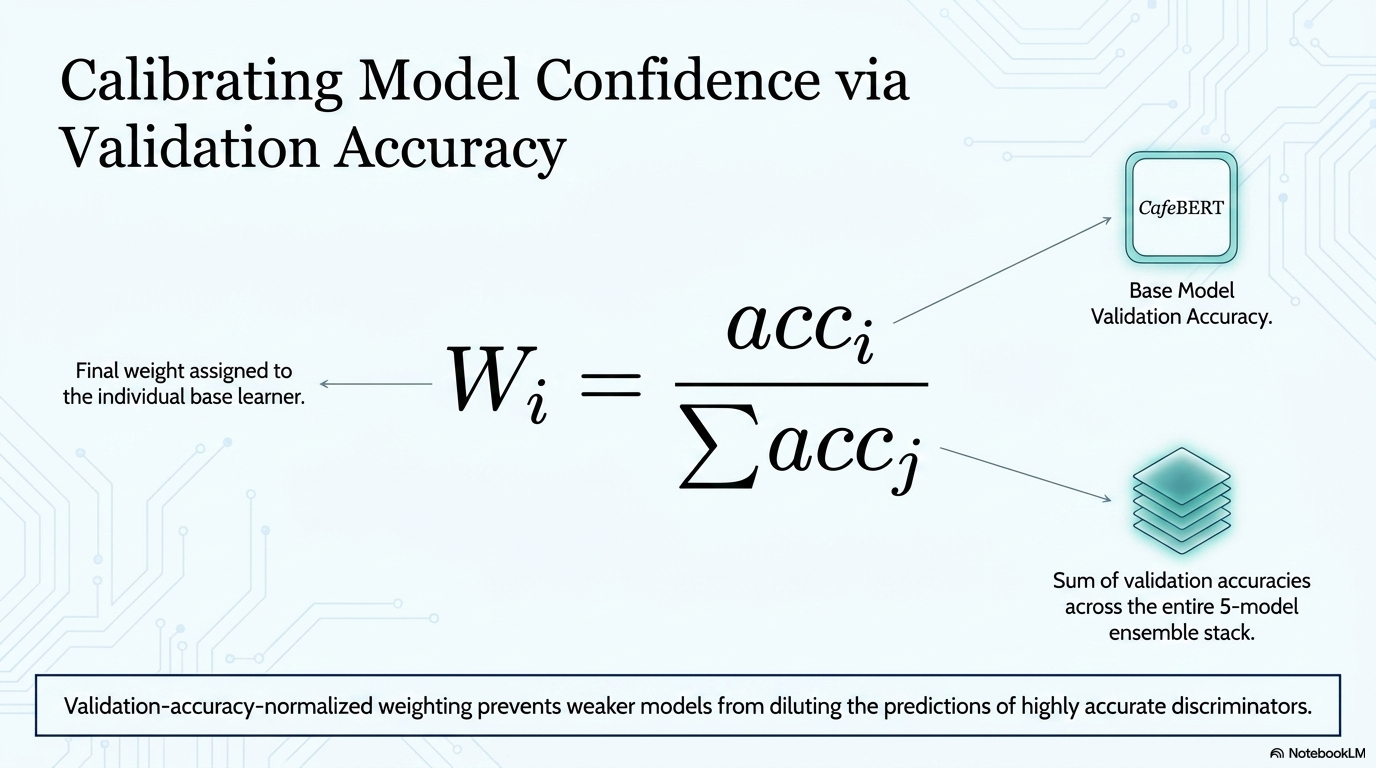 Calibrating Model Confidence via
Validation Accuracy
CafeBERT
Base Model
Validation Accuracy.
Final weight assigned to
the individual base learner.
W_i = acc_i / ∑ acc_j
Sum of validation accuracies
across the entire 5-model
ensemble stack.
Validation-accuracy-normalized weighting prevents weaker models from diluting the predictions of highly accurate discriminators.
NotebookLM